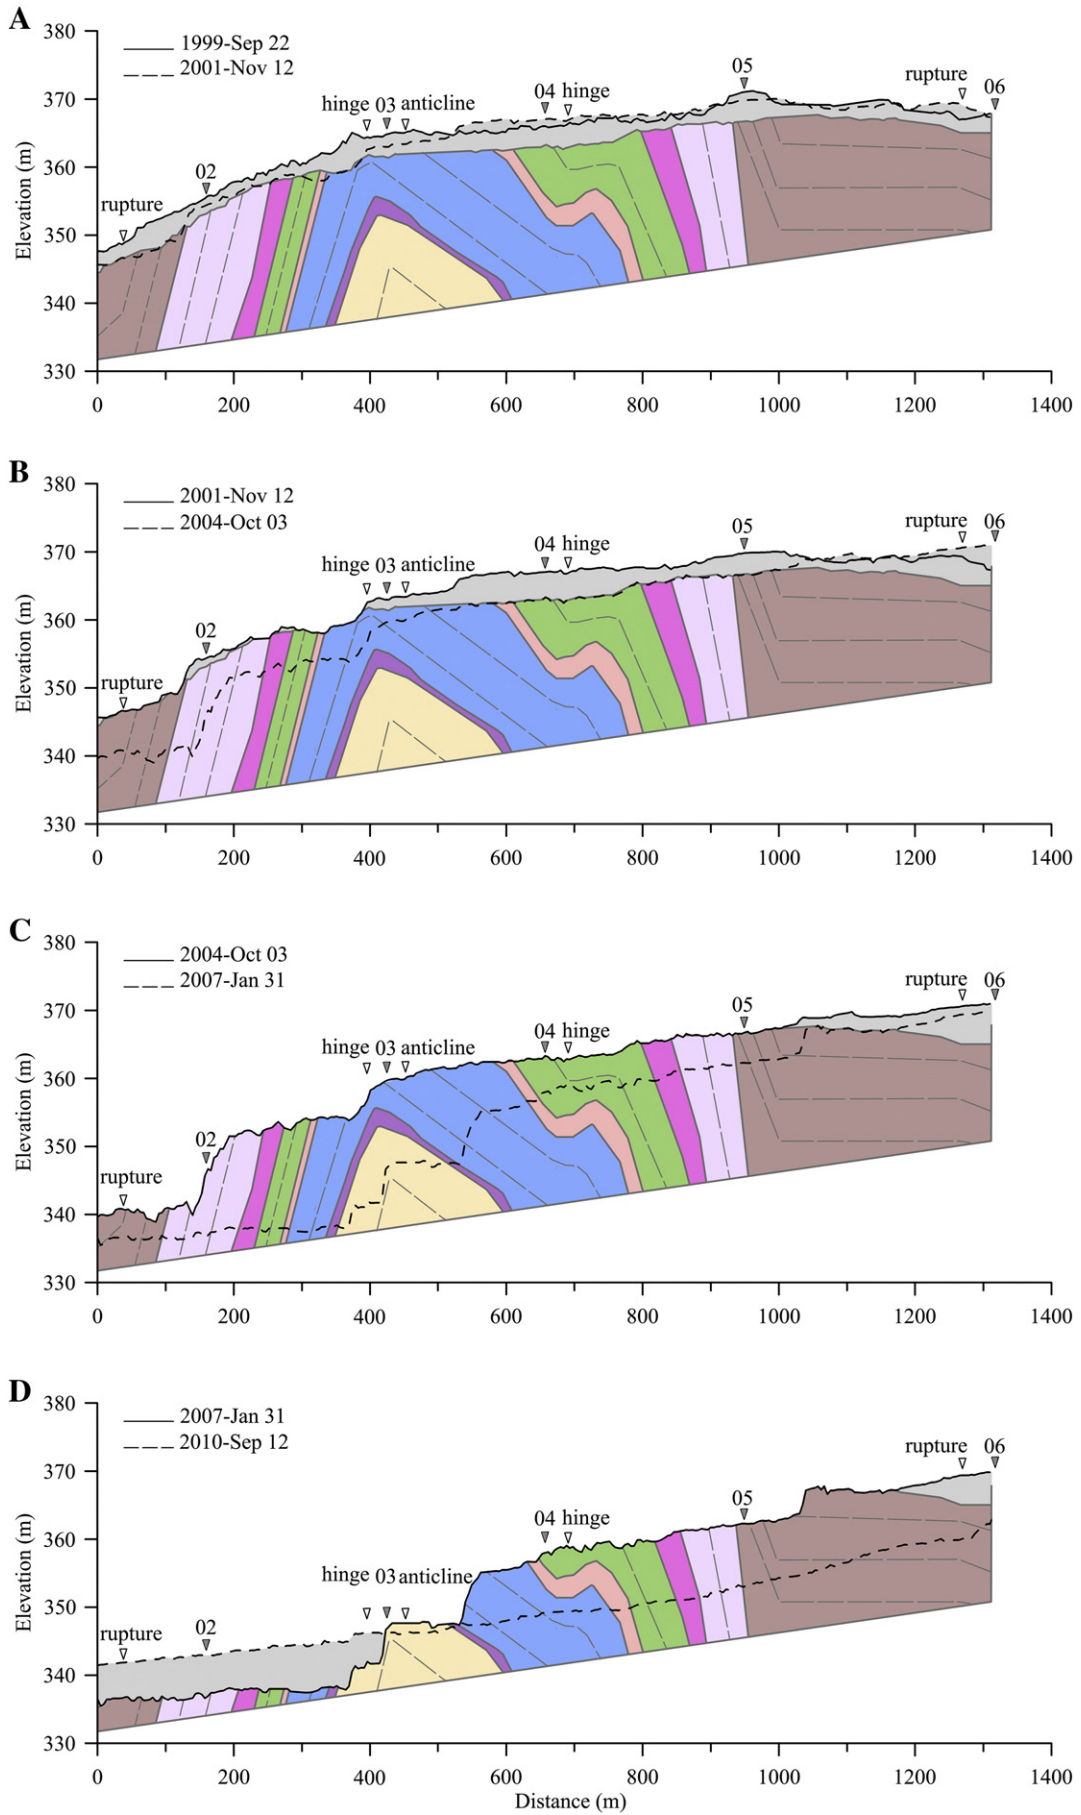 A
380
370
360
350
340
330
Elevation (m)
1999-Sep 22
2001-Nov 12
rupture
02
hinge 03 anticline
04 hinge
05
rupture
06
0 200 400 600 800 1000 1200 1400
B
380
370
360
350
340
330
Elevation (m)
2001-Nov 12
2004-Oct 03
rupture
02
hinge 03 anticline
04 hinge
05
rupture 06
0 200 400 600 800 1000 1200 1400
C
380
370
360
350
340
330
Elevation (m)
2004-Oct 03
2007-Jan 31
rupture
02
hinge 03 anticline
04 hinge
05
rupture 06
0 200 400 600 800 1000 1200 1400
D
380
370
360
350
340
330
Elevation (m)
2007-Jan 31
2010-Sep 12
rupture
02
hinge 03 anticline
04 hinge
05
rupture 06
0 200 400 600 800 1000 1200 1400
Distance (m)